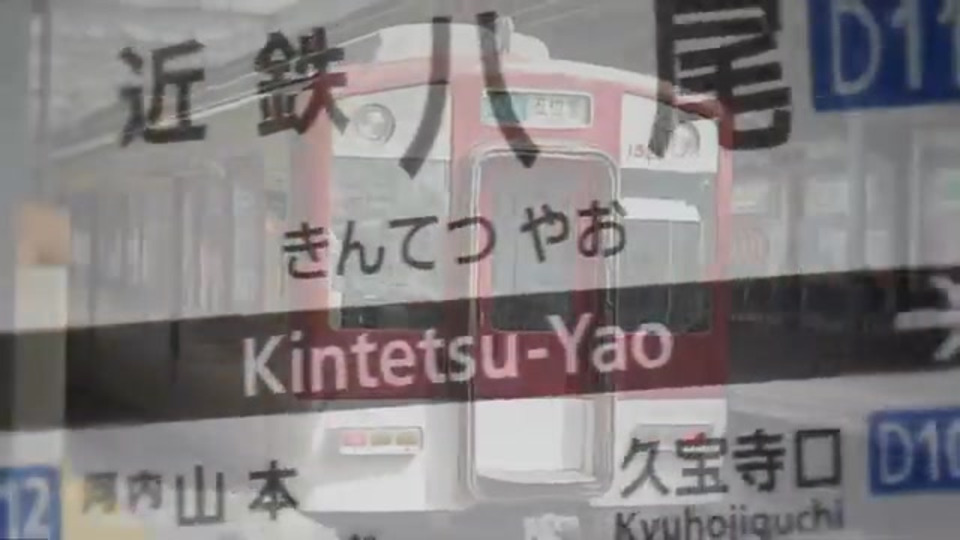 近鉄八尾 D11
きんてつ やお
Kintetsu-Yao
12 河内山本 久宝寺口 D10
Kyuhojiguchi